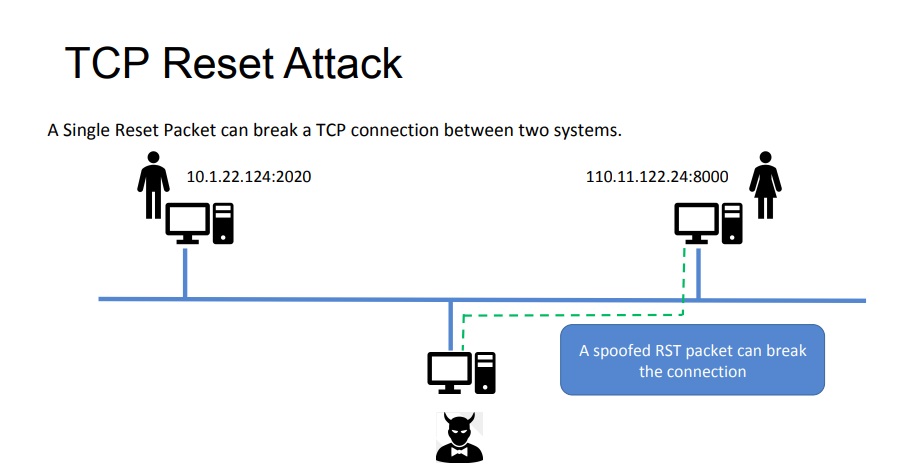 TCP Reset Attack
A Single Reset Packet can break a TCP connection between two systems.
10.1.22.124:2020
110.11.122.24:8000
A spoofed RST packet can break
the connection